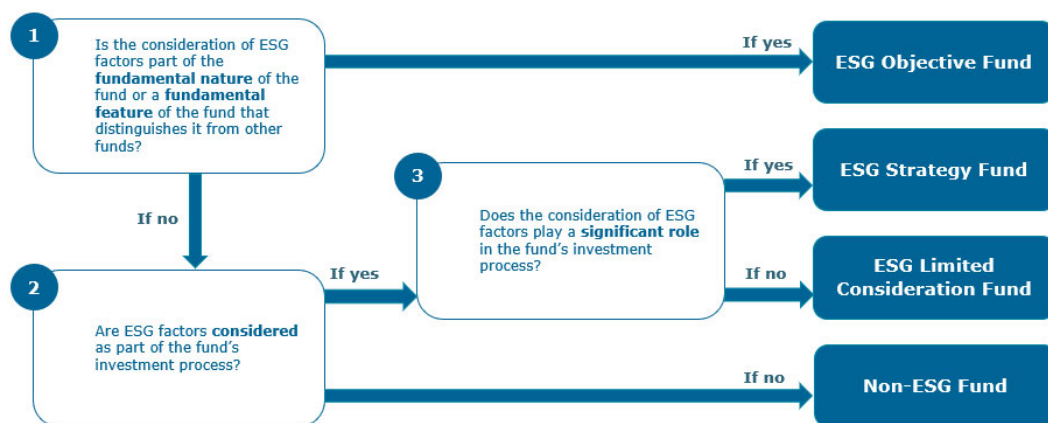 1
Is the consideration of ESG
factors part of the
fundamental nature of the
fund or a fundamental
feature of the fund that
distinguishes it from other
funds?
If yes
ESG Objective Fund
If no
3
Does the consideration of ESG
factors play a significant role
in the fund's investment
process?
If yes
ESG Strategy Fund
If no
ESG Limited
Consideration Fund
2
Are ESG factors considered
as part of the fund's
investment process?
If yes
If no
Non-ESG Fund